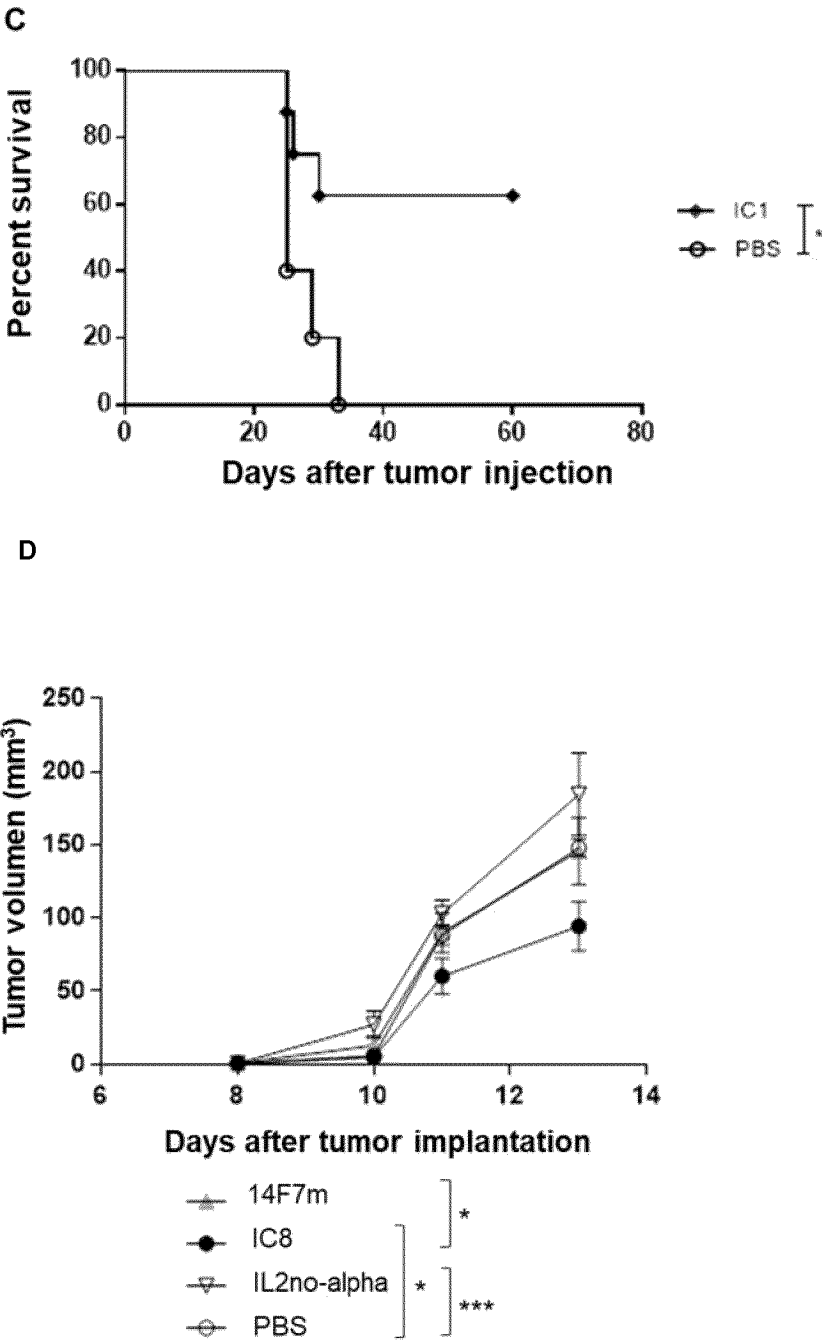 C
Percent survival
100
80
60
40
20
0
0 20 40 60 80
Days after tumor injection
IC1
PBS
*
D
Tumor volumen (mm³)
250
200
150
100
50
0
6 8 10 12 14
Days after tumor implantation
14F7m
*
IC8
IL2no-alpha
*
***
PBS